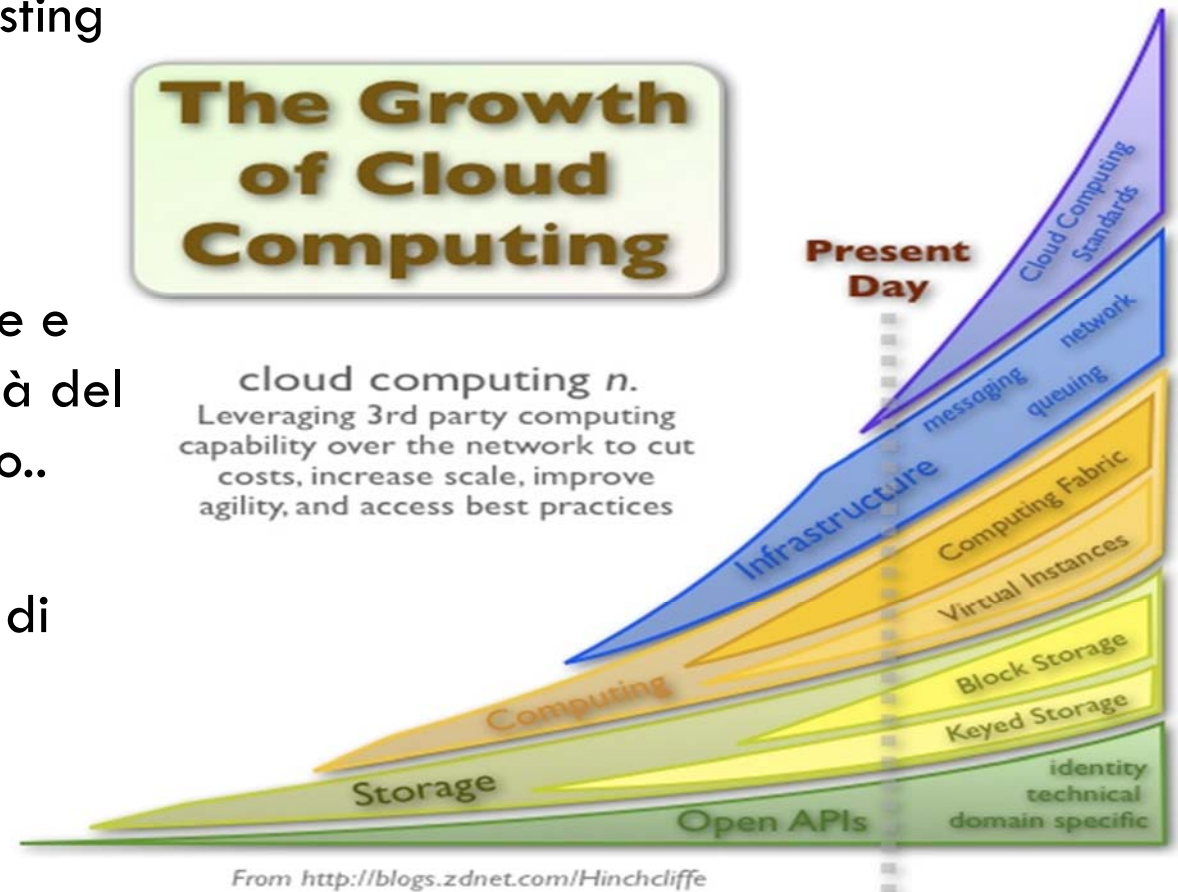 sting
The Growth
of Cloud
Computing
e e
à del
o..
di
cloud computing n.
Leveraging 3rd party computing
capability over the network to cut
costs, increase scale, improve
agility, and access best practices
Present
Day
Cloud Computing
Standards
network
messaging
queuing
Infrastructure
Computing Fabric
Virtual Instances
Computing
Block Storage
Keyed Storage
Storage
identity
technical
domain specific
Open APIs
From http://blogs.zdnet.com/Hinchcliffe